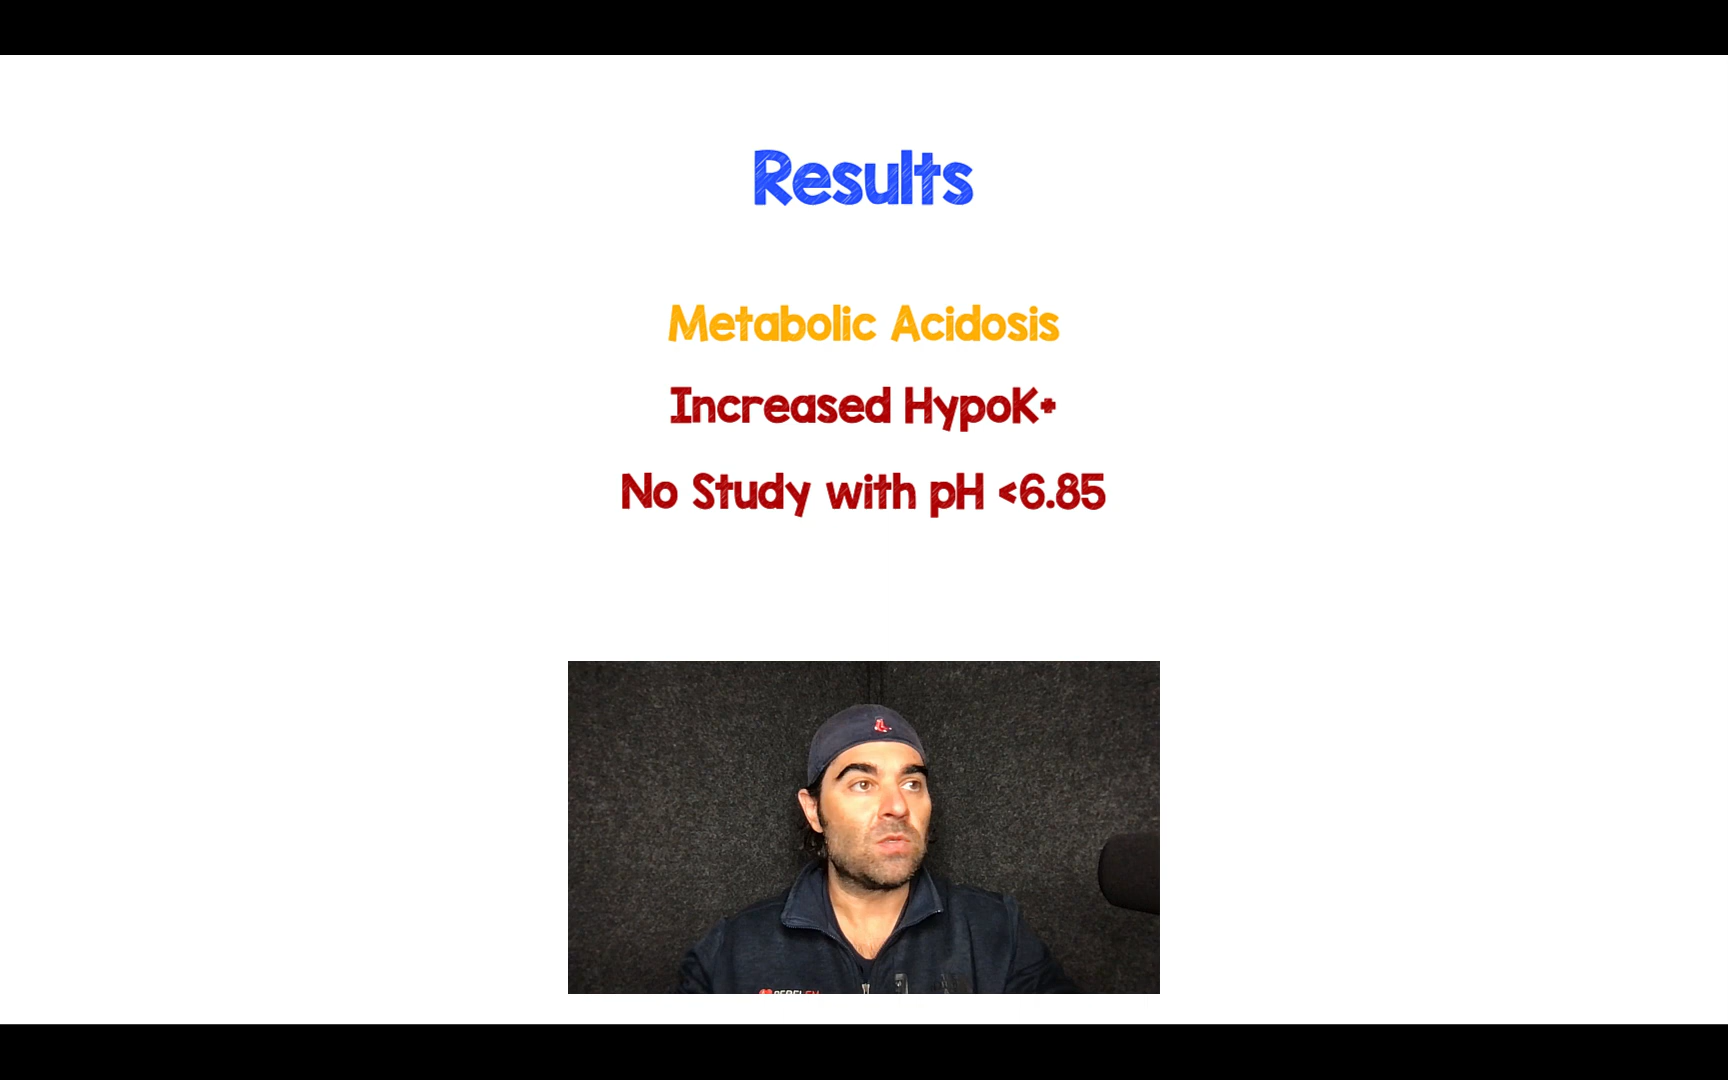 Results
Metabolic Acidosis
Increased HypoK+
No Study with pH <6.85